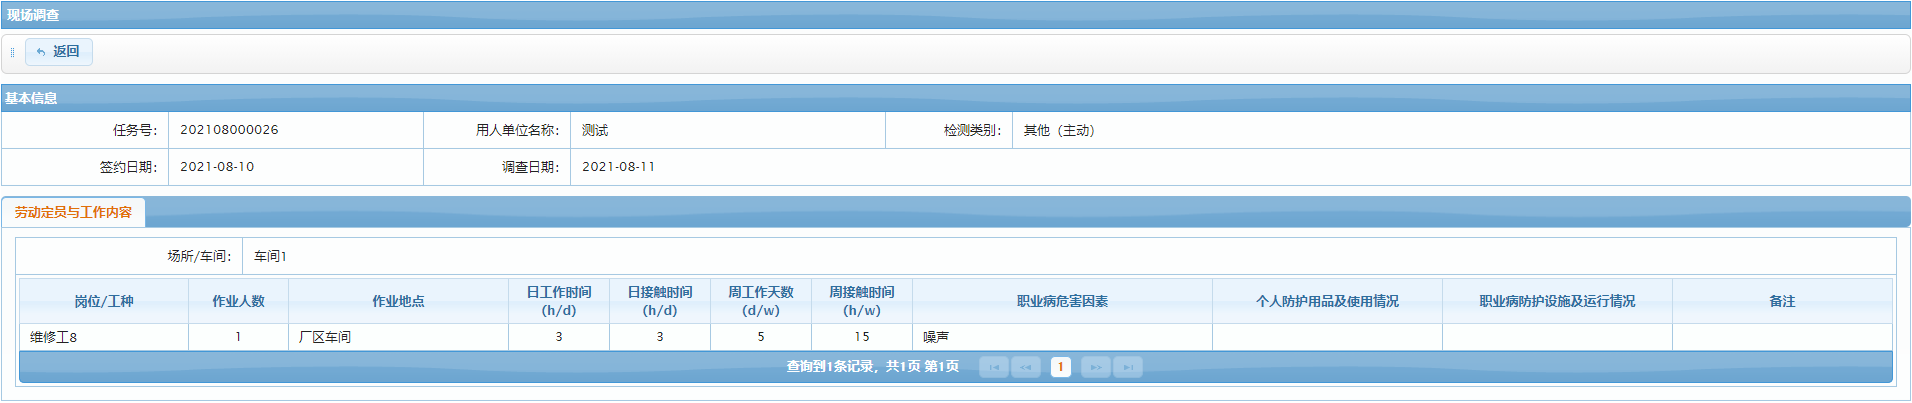 现场调查
返回
基本信息
任务号： 202108000026 用人单位名称： 测试 检测类别： 其他（主动）
签约日期： 2021-08-10 调查日期： 2021-08-11
劳动定员与工作内容
场所/车间： 车间1
岗位/工种 作业人数 作业地点 日工作时间(h/d) 日接触时间(h/d) 周工作天数(d/w) 周接触时间(h/w) 职业病危害因素 个人防护用品及使用情况 职业病防护设施及运行情况 备注
维修工8 1 厂区车间 3 3 5 15 噪声
查询到1条记录，共1页 第1页 1